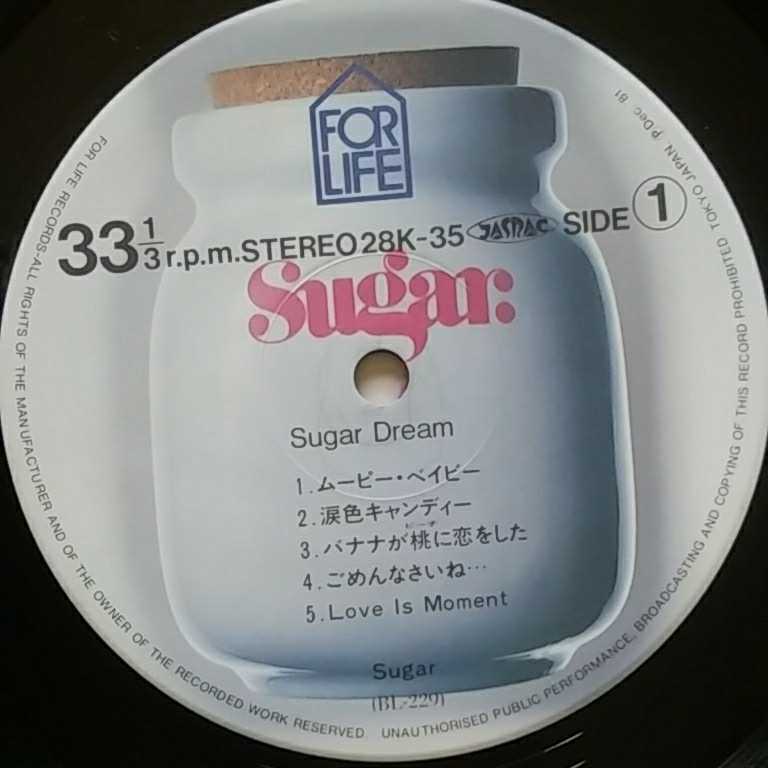 FOR
LIFE
33 1/3 r.p.m. STEREO 28K-35 JASRAC SIDE 1
Sugar:
Sugar Dream
1.ムービー・ベイビー
2.涙色キャンディー
ピーチ
3.バナナが桃に恋をした
4.ごめんなさいね…
5.Love Is Moment
Sugar
(BL-229)
FOR LIFE RECORDS-ALL RIGHTS OF THE MANUFACTURER AND OF THE OWNER OF THE RECORDED WORK RESERVED. UNAUTHORISED PUBLIC PERFORMANCE, BROADCASTING AND COPYING OF THIS RECORD PROHIBITED TOKYO JAPAN. ℗ Dec 81